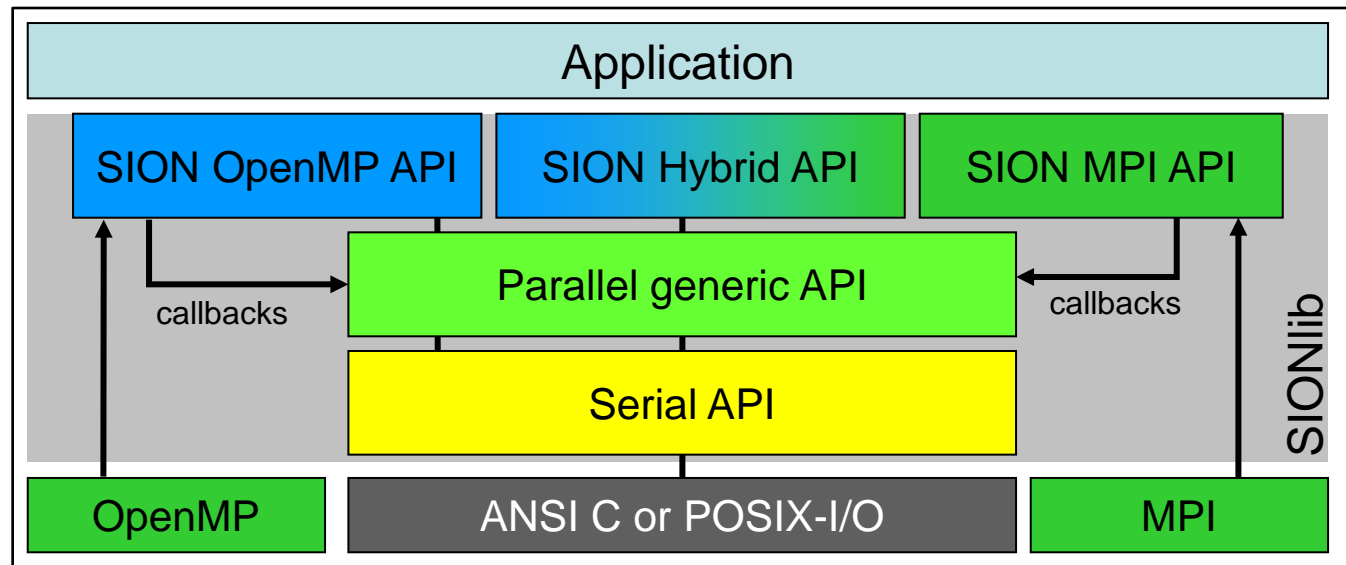 Application
SION OpenMP API
SION Hybrid API
SION MPI API
Parallel generic API
callbacks
callbacks
Serial API
SIONlib
OpenMP
ANSI C or POSIX-I/O
MPI